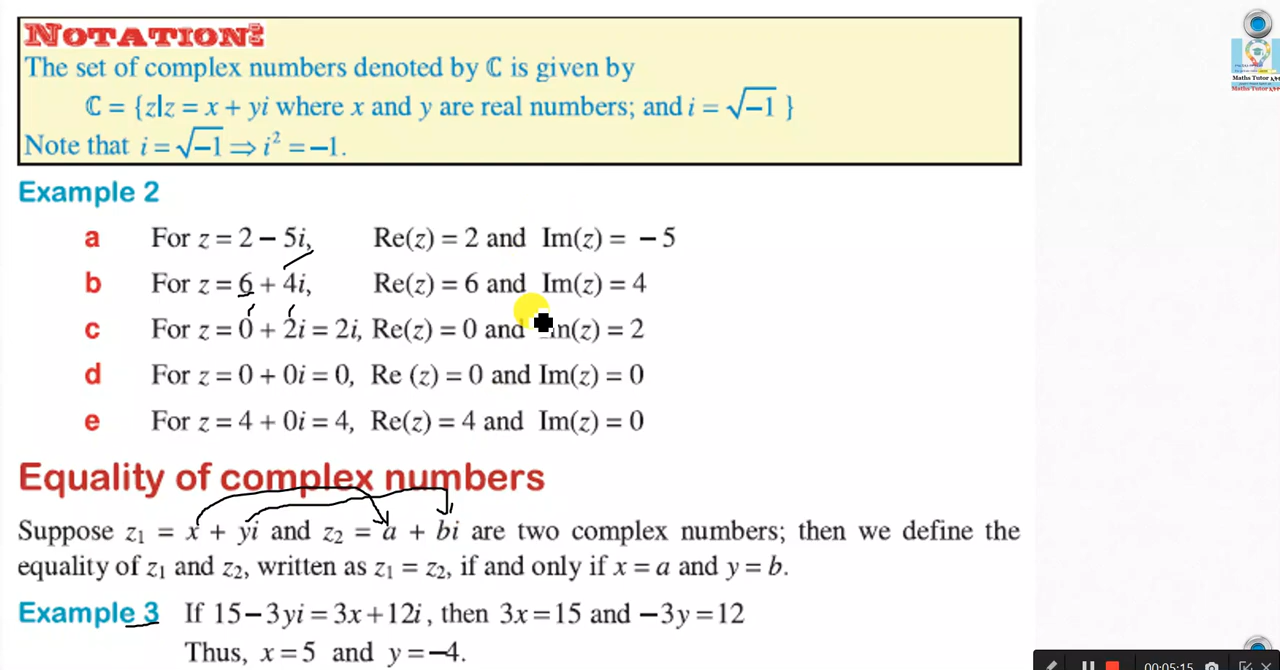 NOTATION?
The set of complex numbers denoted by ℂ is given by
ℂ = {z|z = x + yi where x and y are real numbers; and i = √−1 }
Note that i = √−1 ⇒ i² = −1.
Example 2
a For z = 2 − 5i, Re(z) = 2 and Im(z) = − 5
b For z = 6 + 4i, Re(z) = 6 and Im(z) = 4
c For z = 0 + 2i = 2i, Re(z) = 0 and (z) = 2
d For z = 0 + 0i = 0, Re (z) = 0 and Im(z) = 0
e For z = 4 + 0i = 4, Re(z) = 4 and Im(z) = 0
Equality of complex numbers
Suppose z₁ = x + yi and z₂ = a + bi are two complex numbers; then we define the
equality of z₁ and z₂, written as z₁ = z₂, if and only if x = a and y = b.
Example 3 If 15−3yi = 3x+12i, then 3x=15 and −3y=12
Thus, x=5 and y=−4.
Maths Tutor
00:05:15